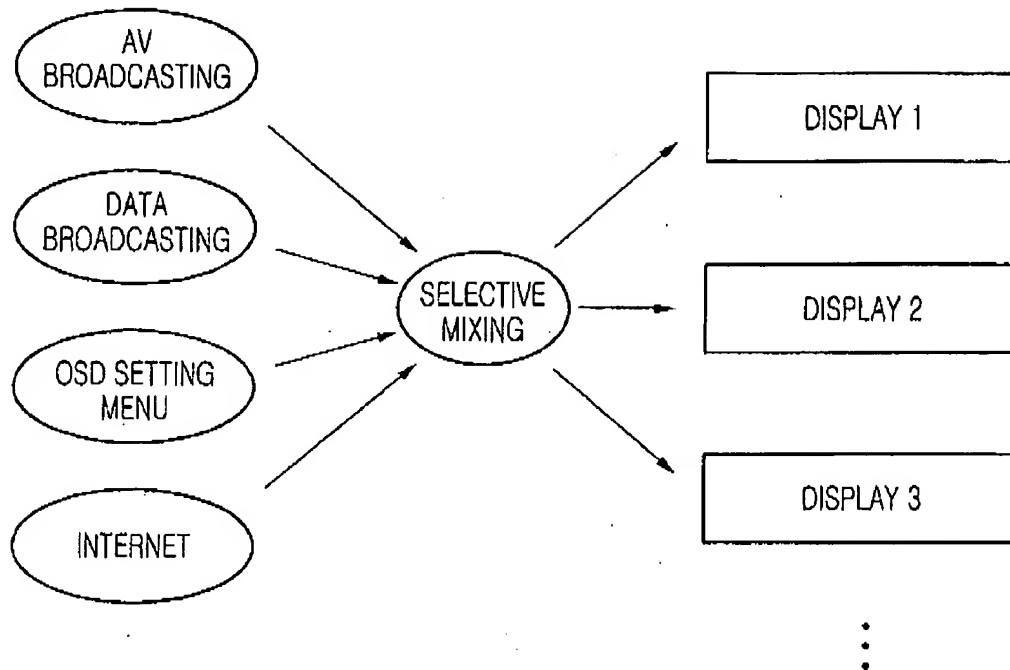 AV
BROADCASTING
DATA
BROADCASTING
OSD SETTING
MENU
INTERNET
SELECTIVE
MIXING
DISPLAY 1
DISPLAY 2
DISPLAY 3